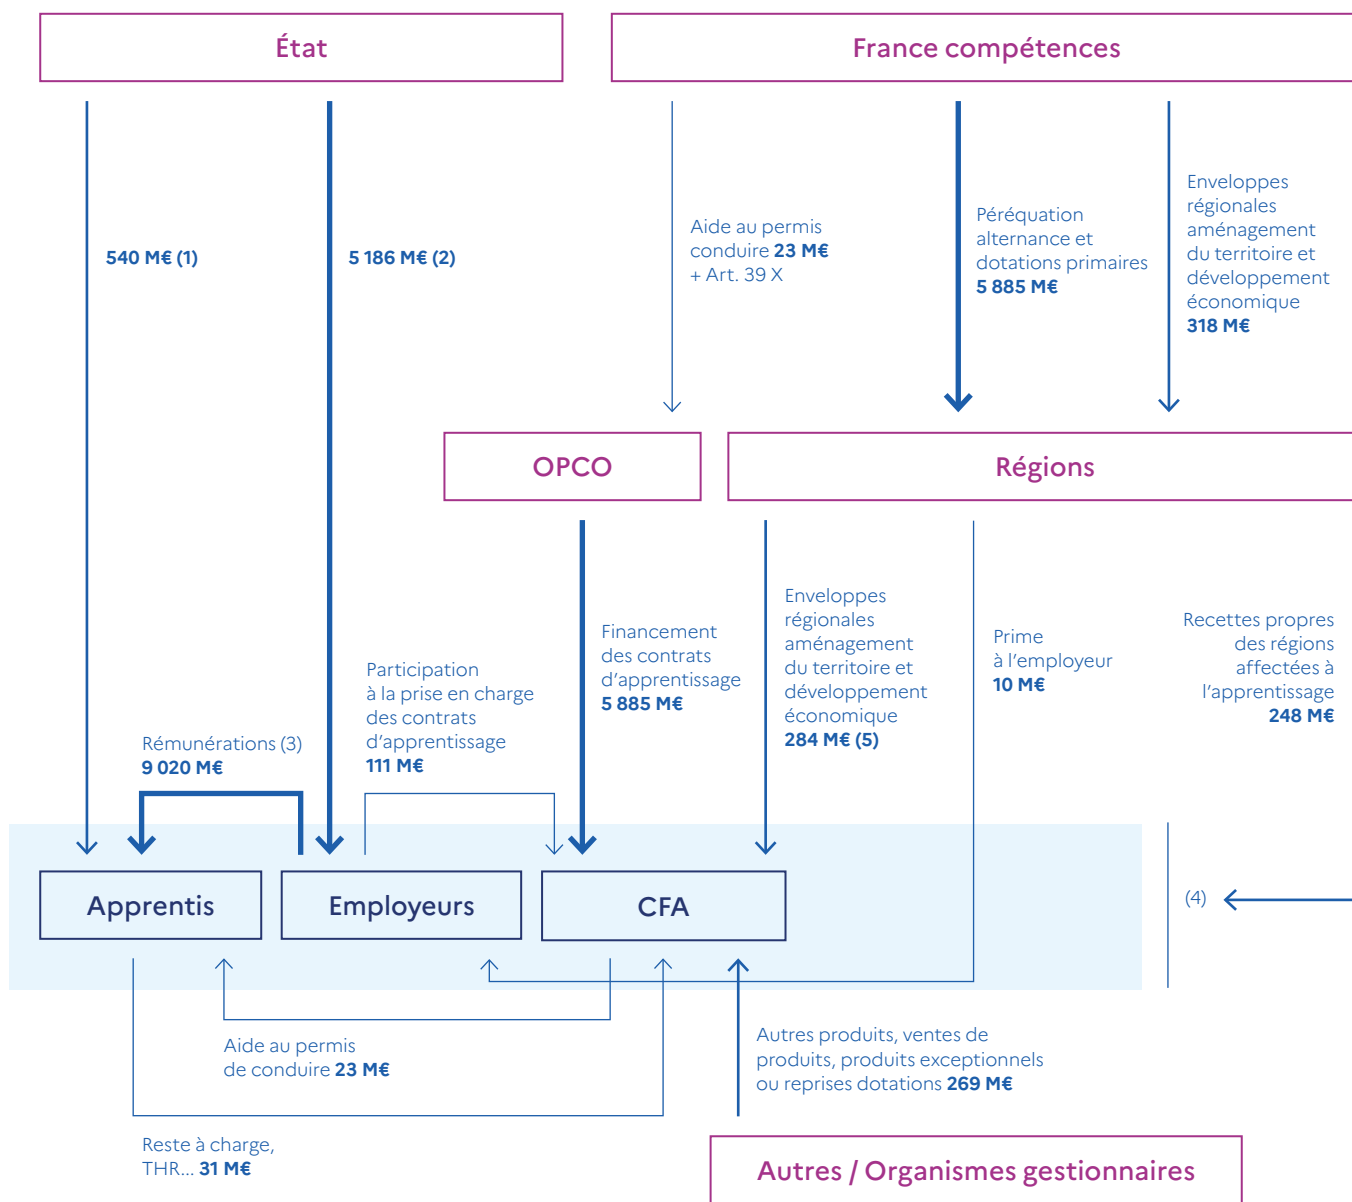 État
France compétences
540 M€ (1)
5 186 M€ (2)
Aide au permis
conduire 23 M€
+ Art. 39 X
Péréquation
alternance et
dotations primaires
5 885 M€
Enveloppes
régionales
aménagement
du territoire et
développement
économique
318 M€
OPCO
Régions
Rémunérations (3)
9 020 M€
Participation
à la prise en charge
des contrats
d’apprentissage
111 M€
Financement
des contrats
d’apprentissage
5 885 M€
Enveloppes
régionales
aménagement
du territoire et
développement
économique
284 M€ (5)
Prime
à l’employeur
10 M€
Recettes propres
des régions
affectées à
l’apprentissage
248 M€
Apprentis
Employeurs
CFA
(4)
Aide au permis
de conduire 23 M€
Autres produits, ventes de
produits, produits exceptionnels
ou reprises dotations 269 M€
Reste à charge,
THR... 31 M€
Autres / Organismes gestionnaires